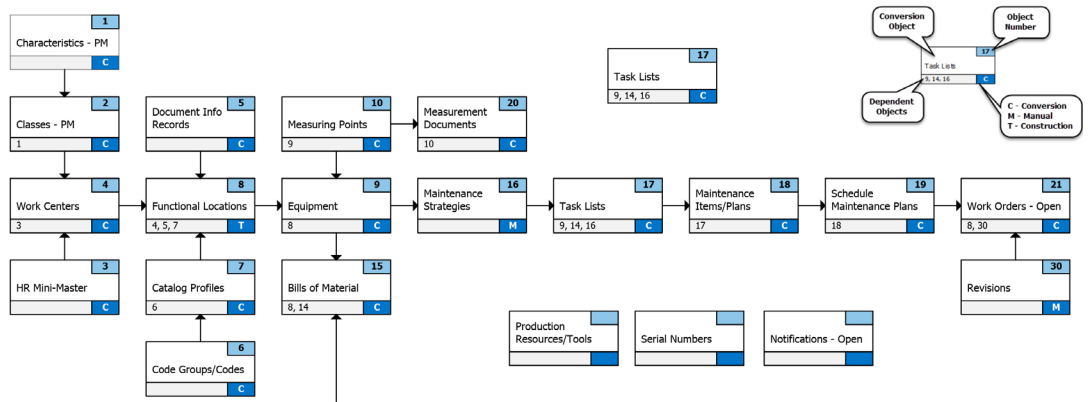 1
Characteristics - PM
C
2
Classes - PM
1
C
5
Document Info
Records
C
10
Measuring Points
9
C
20
Measurement
Documents
10
C
17
Task Lists
9, 14, 16
C
Conversion
Object
Object
Number
17
Task Lists
9, 14, 16
C
Dependent
Objects
C - Conversion
M - Manual
T - Construction
4
Work Centers
3
C
8
Functional Locations
4, 5, 7
T
9
Equipment
8
C
16
Maintenance
Strategies
M
17
Task Lists
9, 14, 16
C
18
Maintenance
Items/Plans
17
C
19
Schedule
Maintenance Plans
18
C
21
Work Orders - Open
8, 30
C
3
HR Mini-Master
C
7
Catalog Profiles
6
C
15
Bills of Material
8, 14
C
30
Revisions
M
6
Code Groups/Codes
C
Production
Resources/Tools
Serial Numbers
Notifications - Open